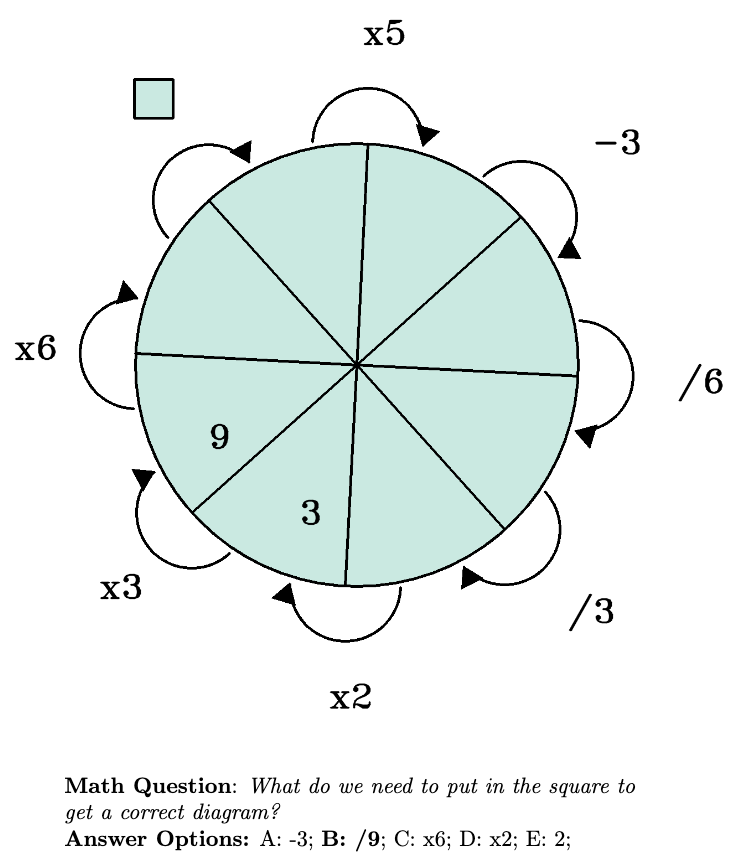 x5
−3
x6
/6
9
3
x3
/3
x2
Math Question: What do we need to put in the square to
get a correct diagram?
Answer Options: A: -3; B: /9; C: x6; D: x2; E: 2;